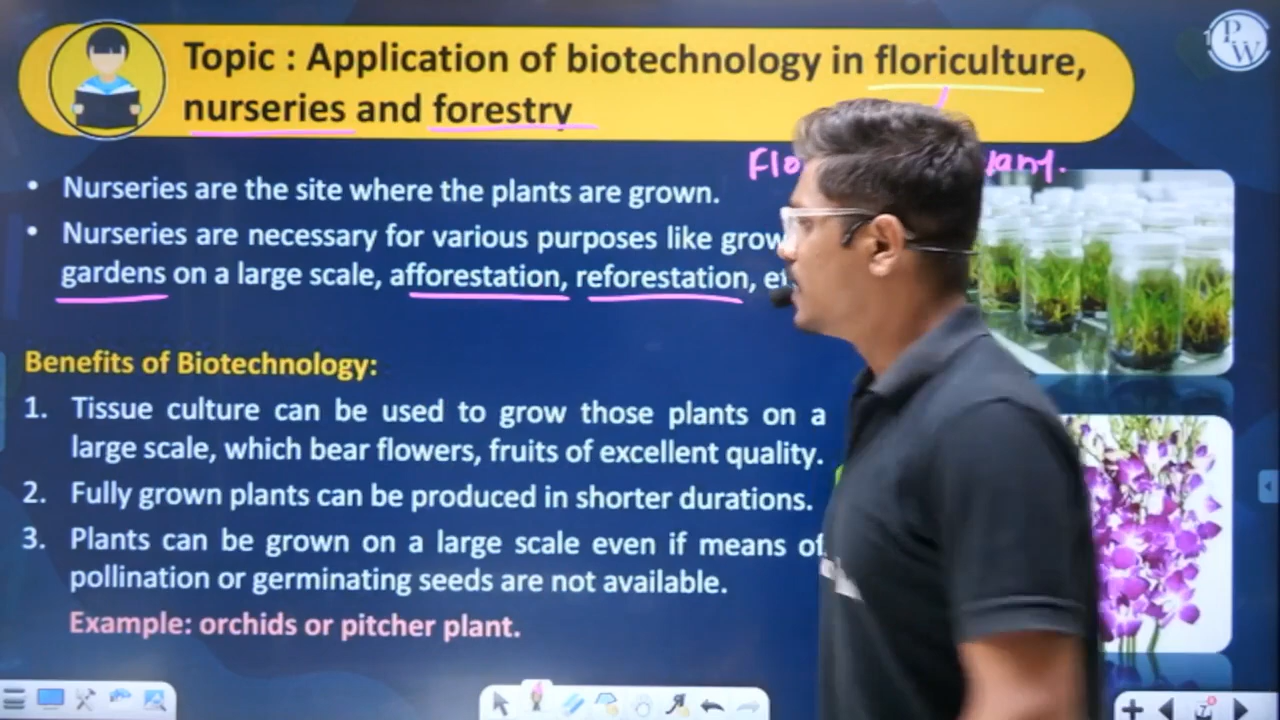 Topic : Application of biotechnology in floriculture,
nurseries and forestry
PW
Flo
• Nurseries are the site where the plants are grown.
• Nurseries are necessary for various purposes like grow
gardens on a large scale, afforestation, reforestation,
Benefits of Biotechnology:
1. Tissue culture can be used to grow those plants on a
large scale, which bear flowers, fruits of excellent quality.
2. Fully grown plants can be produced in shorter durations.
3. Plants can be grown on a large scale even if means of
pollination or germinating seeds are not available.
Example: orchids or pitcher plant.